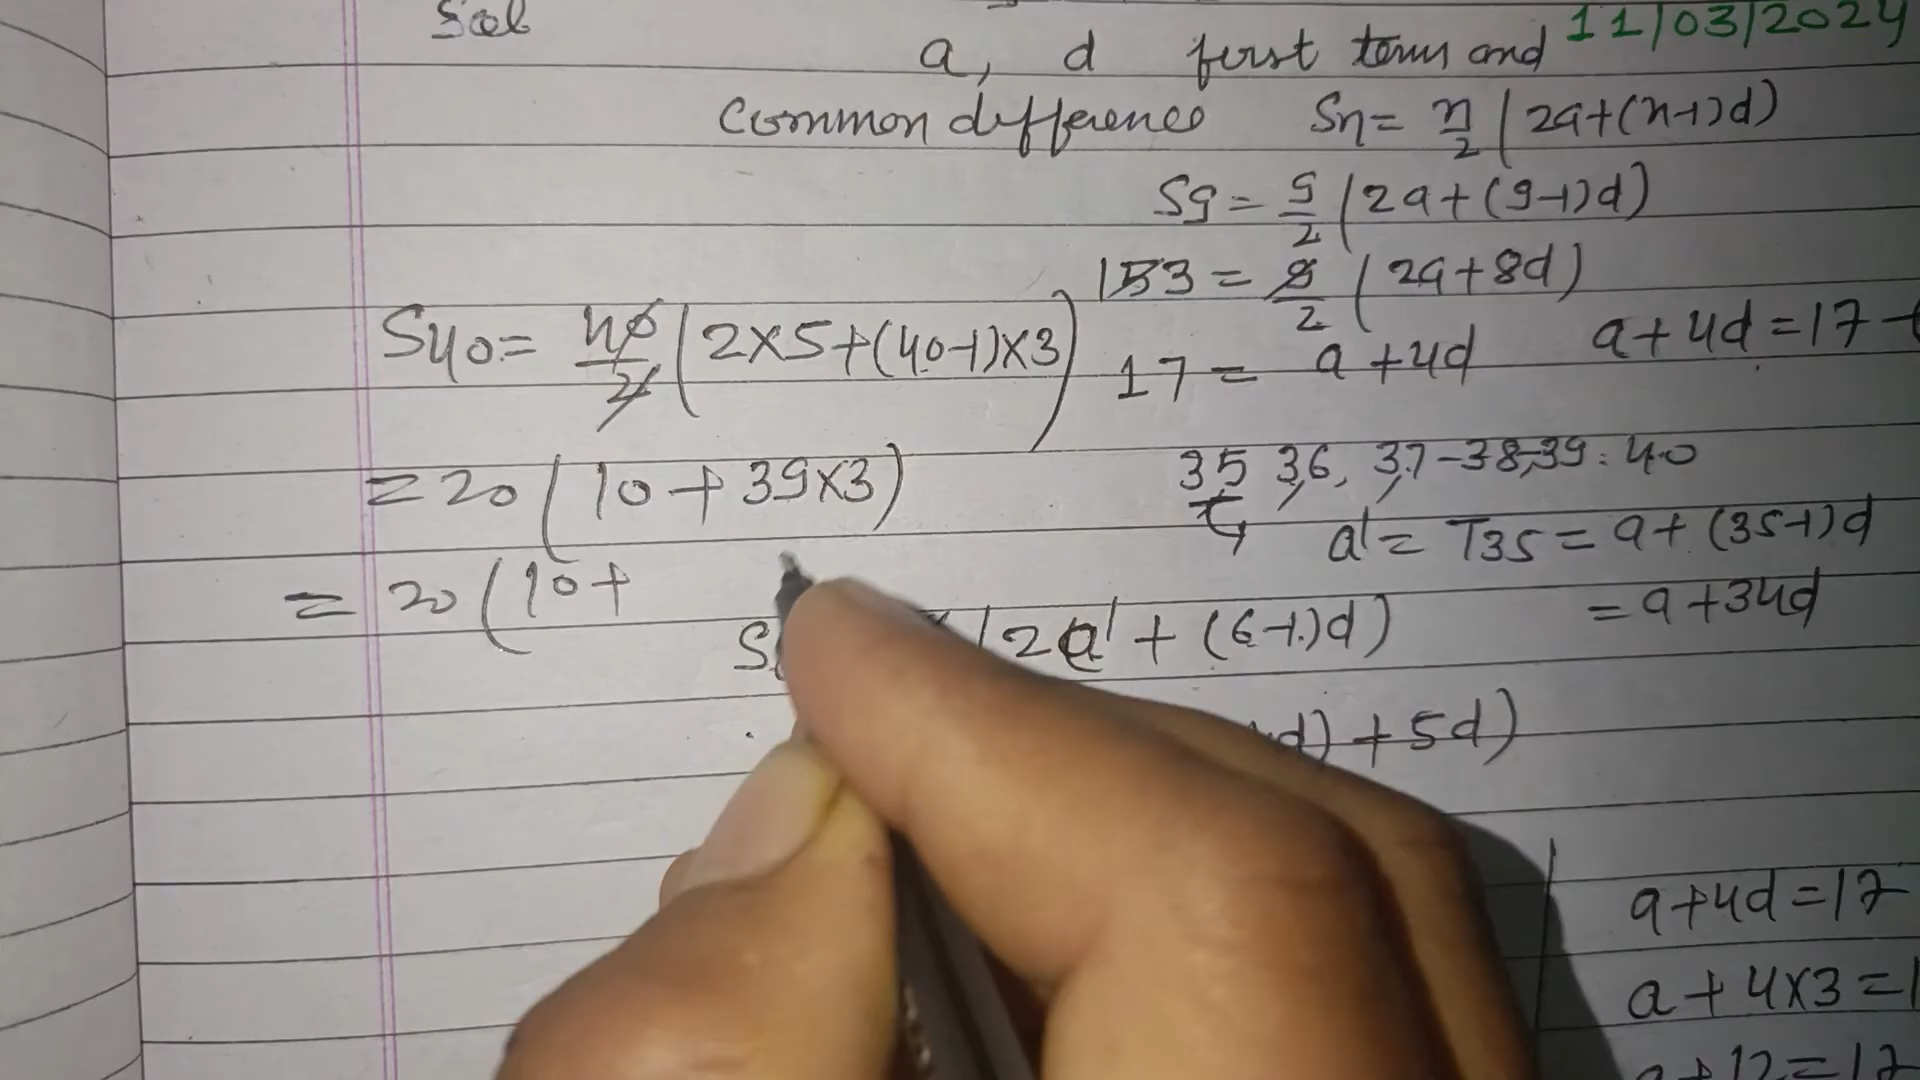 Sol
11/03/2024
a, d first term and
common difference Sn = n/2 (2a+(n-1)d)
S9 = 9/2 (2a+(9-1)d)
153 = 9/2 (2a+8d)
17 = a+4d a+4d=17-(
S40 = 40/2 (2×5+(40-1)×3)
= 20 (10+39×3)
= 20 (10+
35, 36, 37-38,39. 40
a' = T35 = a+(35-1)d
= a+34d
(2a'+(6-1)d)
d)+5d)
a+4d=17
a+4×3=1
a+12=17